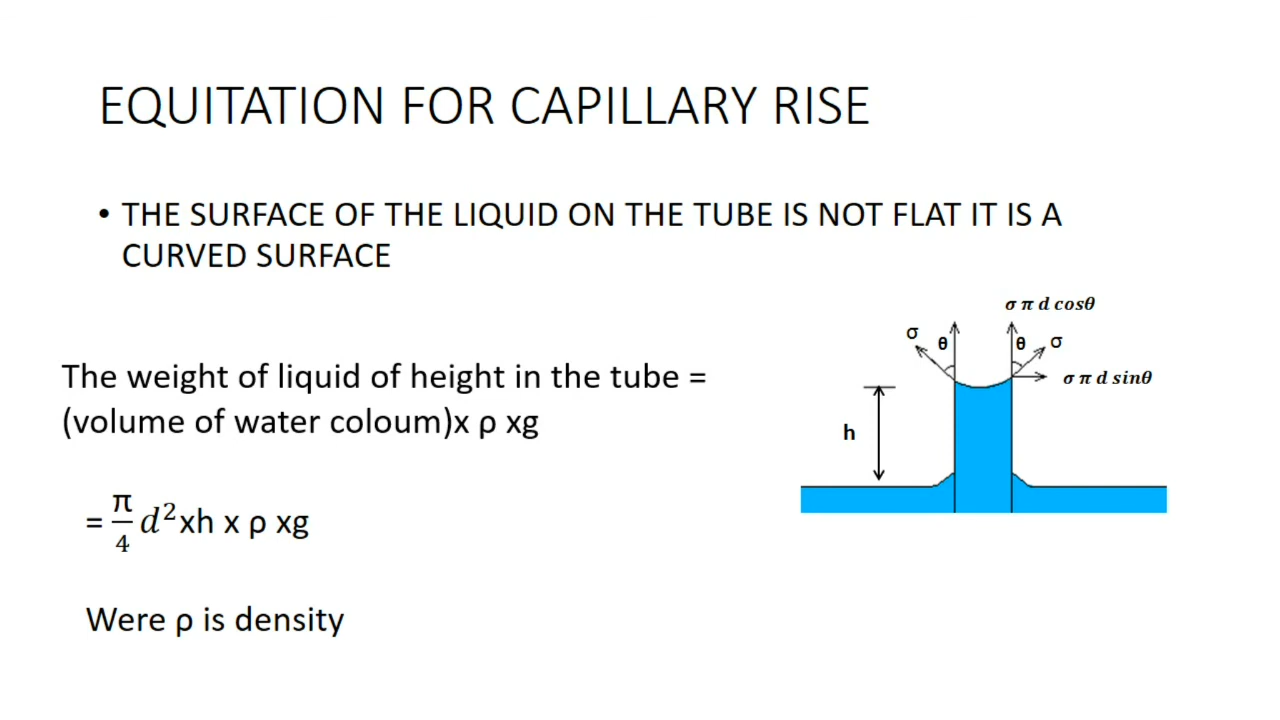 EQUITATION FOR CAPILLARY RISE
• THE SURFACE OF THE LIQUID ON THE TUBE IS NOT FLAT IT IS A
CURVED SURFACE
The weight of liquid of height in the tube =
(volume of water coloum)x ρ xg
= π/4 d²xh x ρ xg
Were ρ is density
σ π d cosθ
σ θ θ σ
σ π d sinθ
h